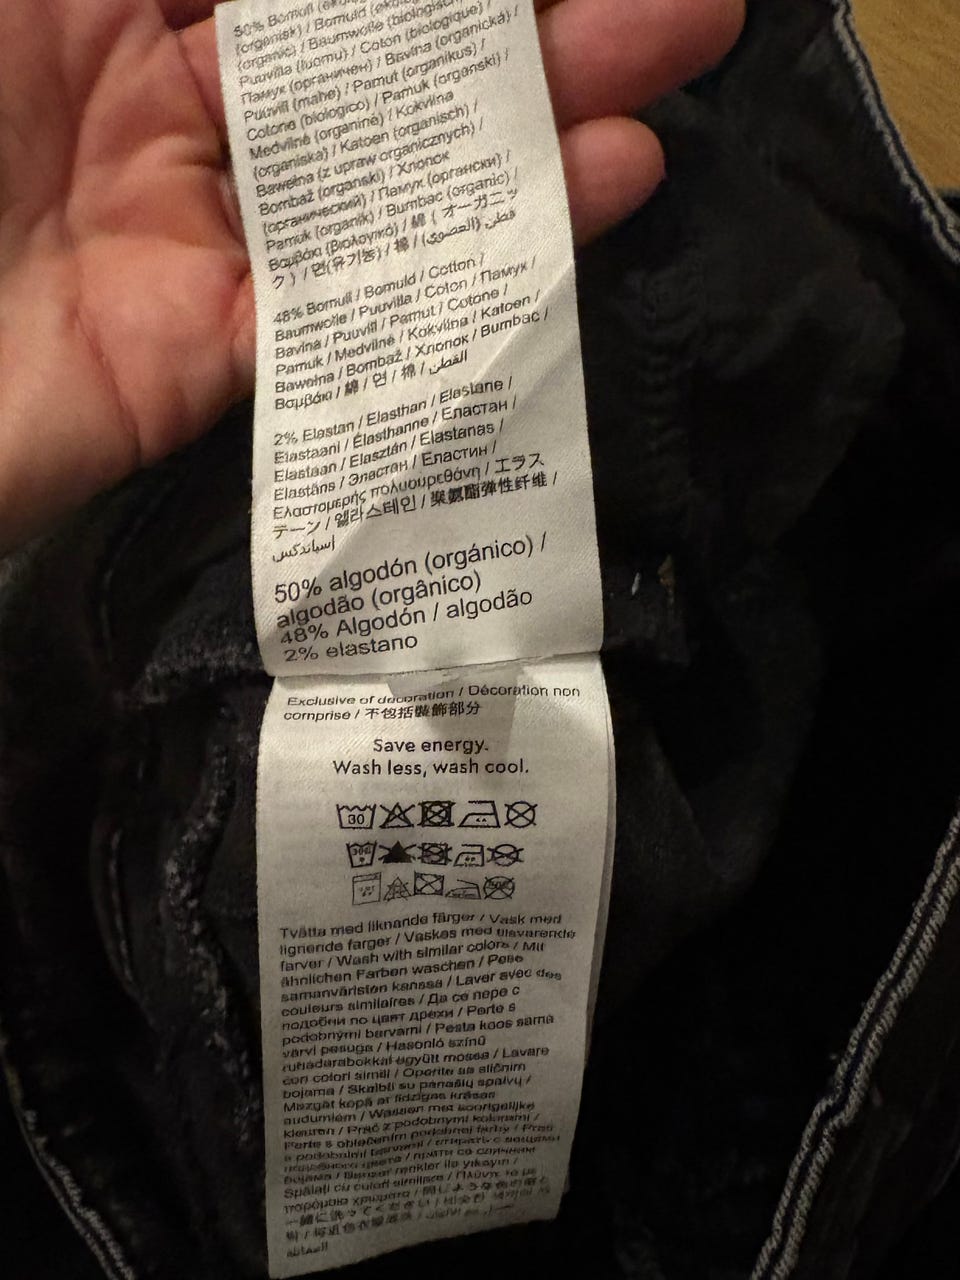 50% Bomull
(organisk) / Bomuld
(organic) / Baumwolle (biologisch)
Puuvilla (luomu) / Coton (biologique) /
Памук (органичен) / Bavlna (organická) /
Puuvill (mahe) / Pamut (organikus) /
Cotone (biologico) / Pamuk (organski) /
Medvilnė (organinė) / Kokvilna
(organiska) / Katoen (organisch) /
Bawełna (z upraw organicznych) /
Bombaž (organski) / Хлопок
(органический) / Памук (органски) /
Pamuk (organik) / Bumbac (organic) /
Βαμβάκι (Βιολογικό) / 綿 ( オーガニッ
ク ) / 면(유기농) / 棉 / قطن (العضوي)
48% Bomull / Bomuld / Cotton /
Baumwolle / Puuvilla / Coton / Памук /
Bavlna / Puuvill / Pamut / Cotone /
Pamuk / Medvilnė / Kokvilna / Katoen /
Bawełna / Bombaž / Хлопок / Bumbac /
Βαμβάκι / 綿 / 면 / 棉 / القطن
2% Elastan / Elasthan / Elastane /
Elastaani / Élasthanne / Еластан /
Elastaan / Elasztán / Elastanas /
Elastāns / Эластан / Еластин /
Ελαστομερής πολυουρεθάνη / エラス
テーン / 엘라스테인 / 聚氨酯弹性纤维 /
إسباندكس
50% algodón (orgánico) /
algodão (orgânico)
48% Algodón / algodão
2% elastano
Exclusive of decoration / Décoration non
comprise / 不包括裝飾部分
Save energy.
Wash less, wash cool.
30
Tvätta med liknande färger / Vask med
lignende farger / Vaskes med tilsvarende
farver / Wash with similar colors / Mit
ähnlichen Farben waschen / Pese
samanväristen kanssa / Laver avec des
couleurs similaires / Да се пере с
подобни по цвят дрехи / Perte s
podobnými barvami / Pesta koos sama
värvi pesuga / Hasonló színű
ruhadarabokkal együtt mossa / Lavare
con colori simili / Operite sa sličnim
bojama / Skalbti su panašių spalvų /
Mazgāt kopā ar līdzīgas krāsas
audumiem / Wassen met soortgelijke
kleuren / Prać z podobnymi kolorami /